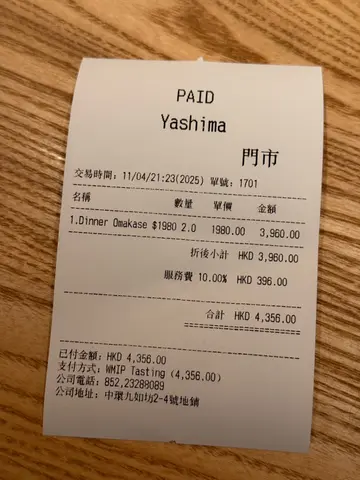 PAID
Yashima
門市
交易時間：11/04/21:23(2025) 單號：1701
名稱 數量 單價 金額
1.Dinner Omakase $1980 2.0 1980.00 3,960.00
折後小計 HKD 3,960.00
服務費 10.00% HKD 396.00
合計 HKD 4,356.00
已付金額：HKD 4,356.00
支付方式：WMIP Tasting (4,356.00)
公司電話：852,23288089
公司地址：中環九如坊2-4號地鋪